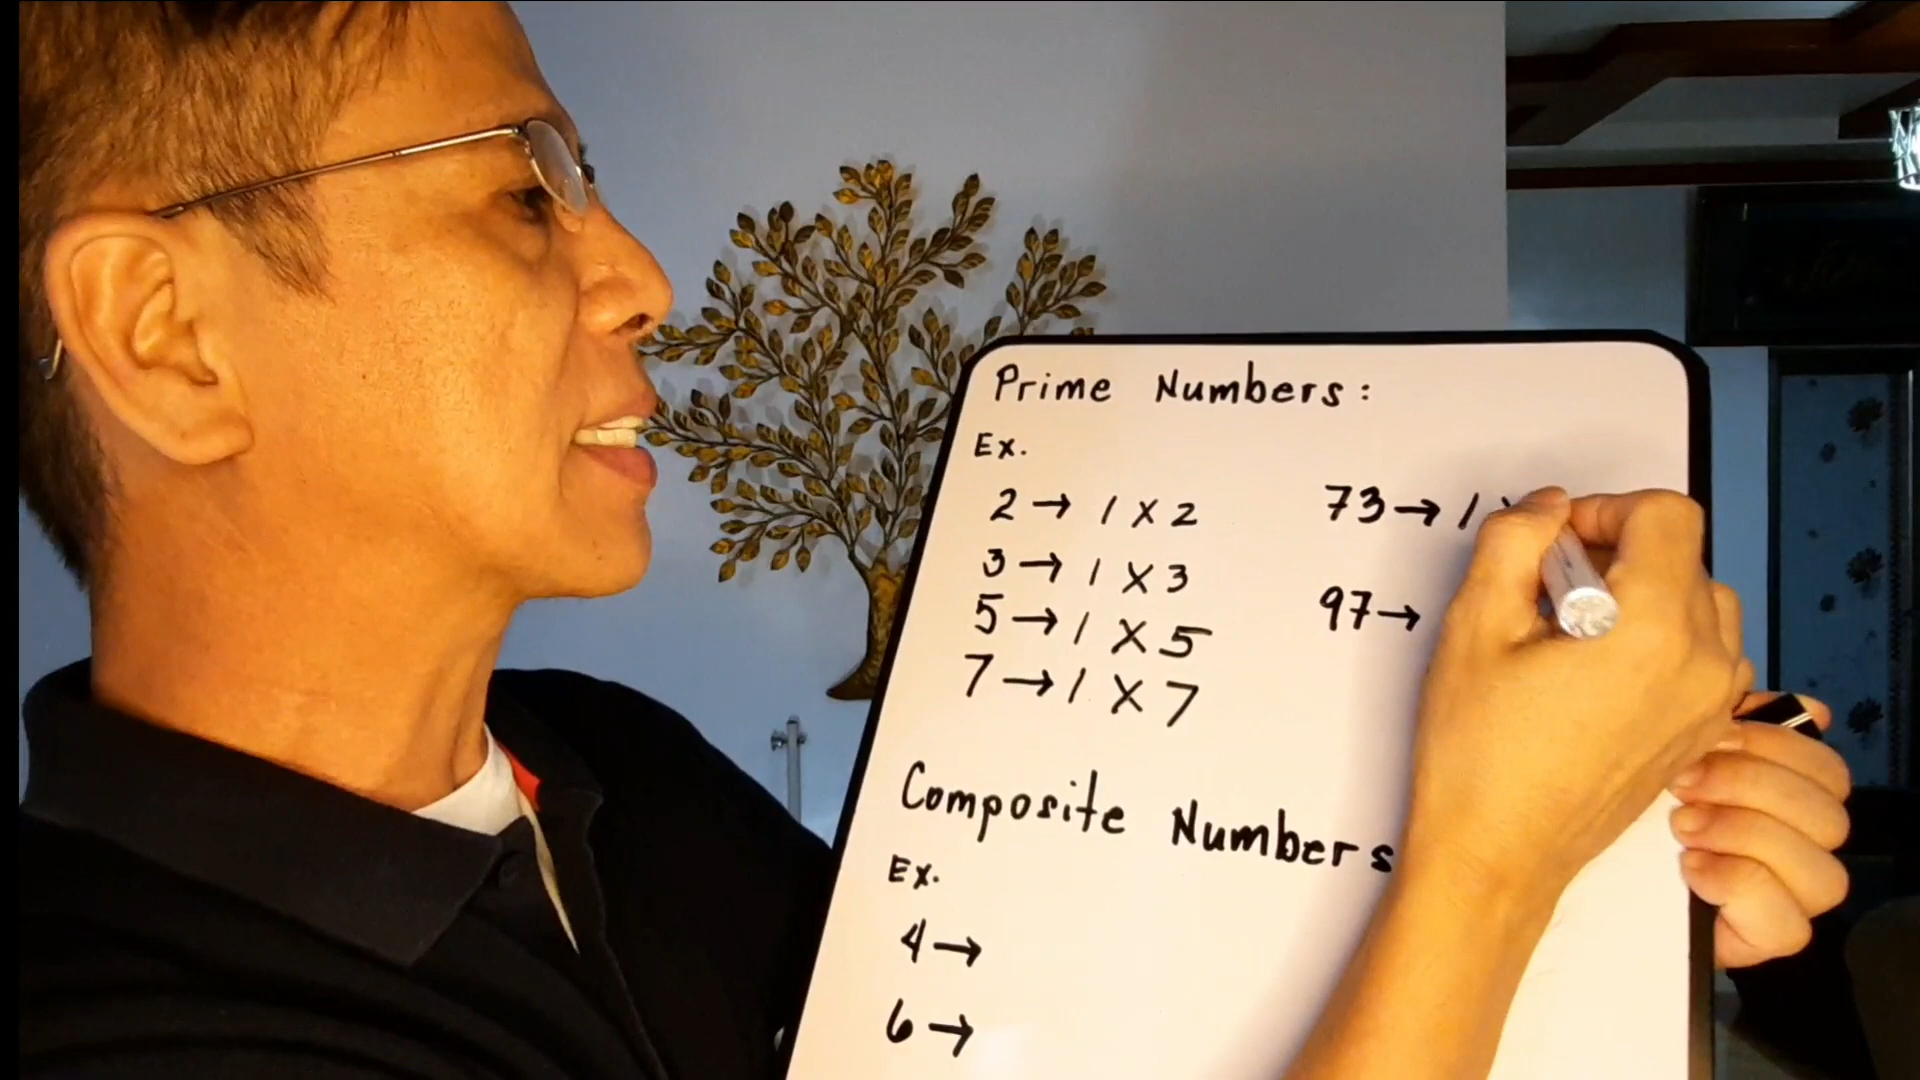 Prime Numbers:
Ex.
2 → 1 X 2
3 → 1 X 3
5 → 1 X 5
7 → 1 X 7
73 → 1 X
97 →
Composite Numbers
Ex.
4 →
6 →